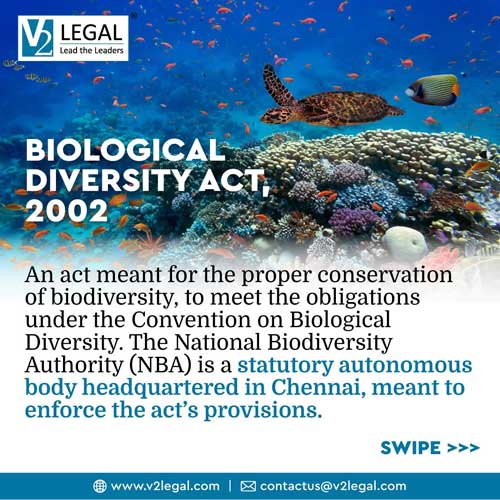 V2 LEGAL
Lead the Leaders
BIOLOGICAL
DIVERSITY ACT,
2002
An act meant for the proper conservation
of biodiversity, to meet the obligations
under the Convention on Biological
Diversity. The National Biodiversity
Authority (NBA) is a statutory autonomous
body headquartered in Chennai, meant to
enforce the act's provisions.
SWIPE >>>
www.v2legal.com | contactus@v2legal.com